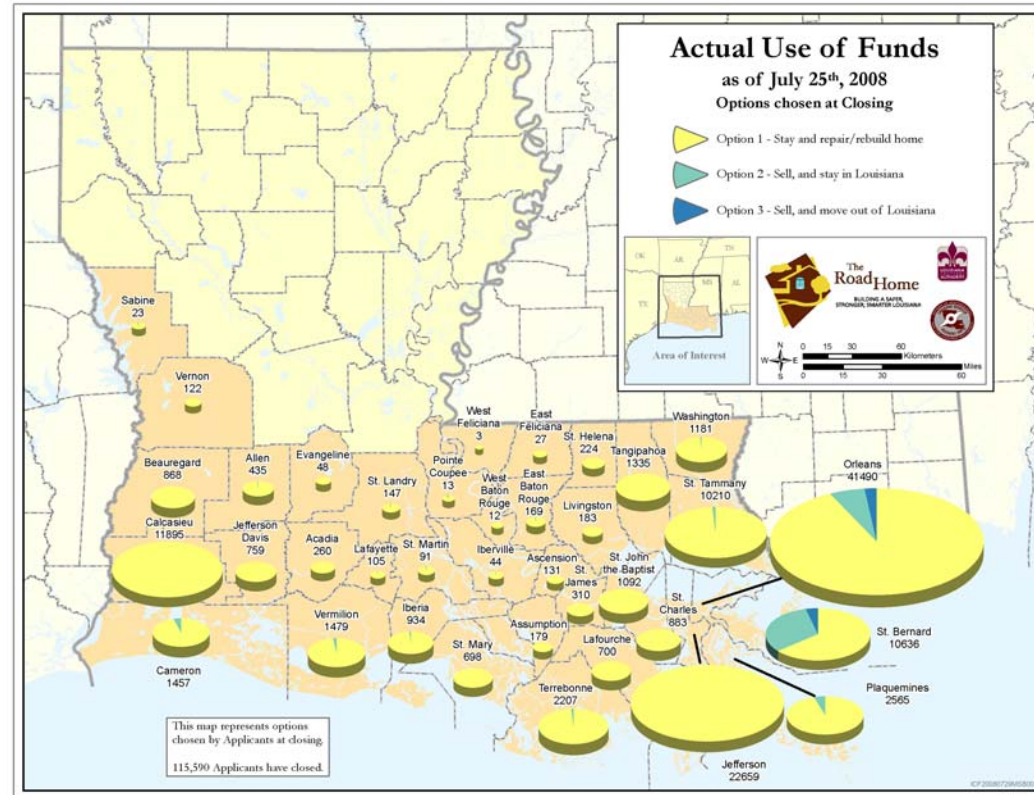 Actual Use of Funds
as of July 25th, 2008
Options chosen at Closing
Option 1 - Stay and repair/rebuild home
Option 2 - Sell, and stay in Louisiana
Option 3 - Sell, and move out of Louisiana
OK
AR
TN
MS
AL
TX
Area of Interest
The
Road Home
BUILDING A SAFER,
STRONGER, SMARTER LOUISIANA
LOUISIANA
N
W E
S
0 15 30 60
Kilometers
Miles
0 15 30 60
Sabine
23
Vernon
122
Beauregard
868
Allen
435
Evangeline
48
St. Landry
147
Pointe
Coupee
13
West
Feliciana
3
East
Feliciana
27
St. Helena
224
Tangipahoa
1335
Washington
1181
St. Tammany
10210
Orleans
41490
West
Baton
Rouge
12
East
Baton
Rouge
169
Livingston
183
Calcasieu
11895
Jefferson
Davis
759
Acadia
260
Lafayette
105
St. Martin
91
Iberville
44
Ascension
131
St.
James
310
St. John
the Baptist
1092
St.
Charles
883
Cameron
1457
Vermilion
1479
Iberia
934
St. Mary
698
Assumption
179
Lafourche
700
Terrebonne
2207
Jefferson
22659
St. Bernard
10636
Plaquemines
2565
This map represents options
chosen by Applicants at closing.
115,590 Applicants have closed.